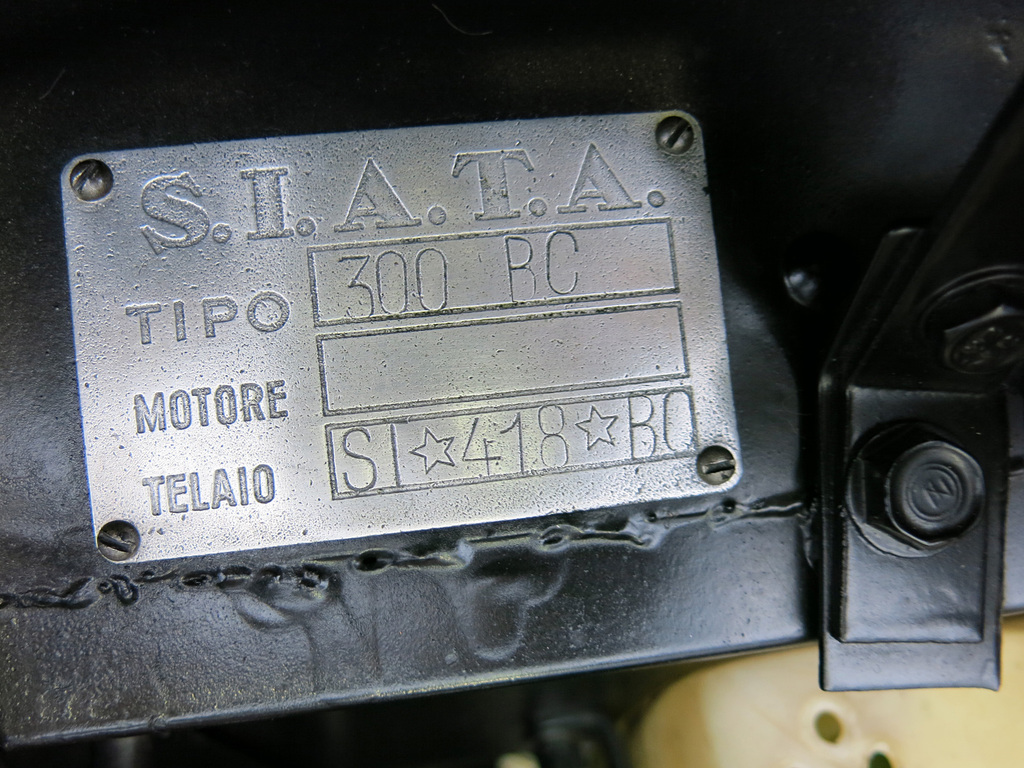 S.I.A.T.A.
TIPO 300 BC
MOTORE
TELAIO SI☆418☆BC